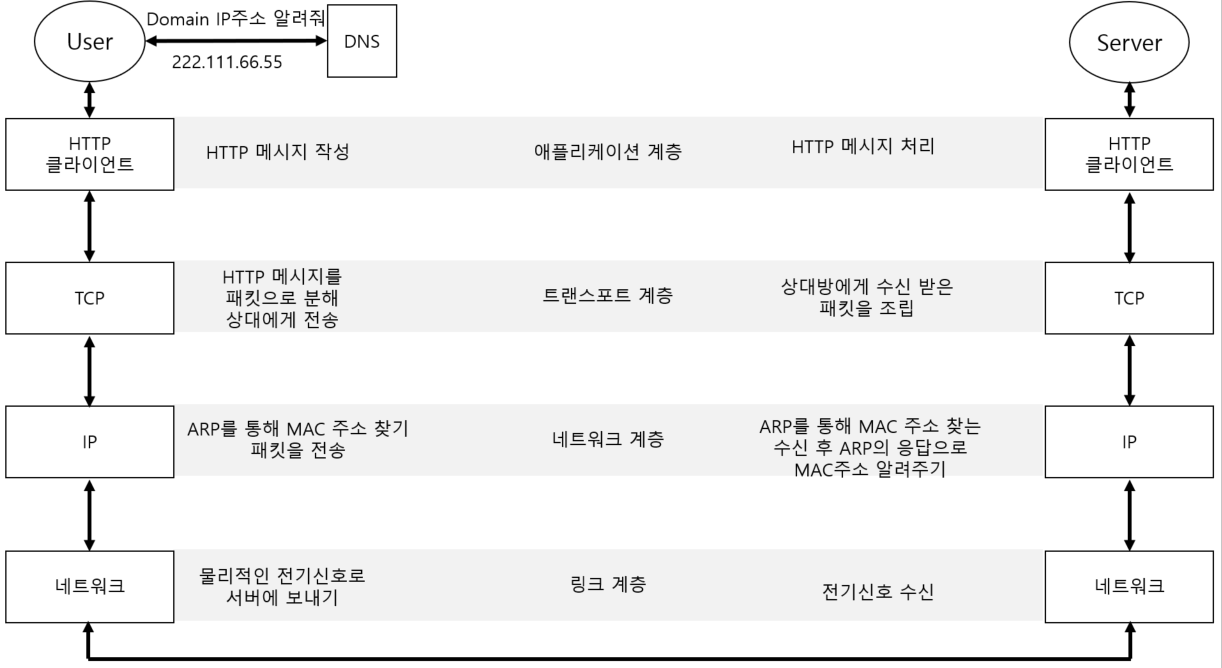 Domain IP주소 알려줘
User
222.111.66.55
DNS
Server
HTTP
클라이언트
HTTP 메시지 작성
애플리케이션 계층
HTTP 메시지 처리
HTTP
클라이언트
TCP
HTTP 메시지를
패킷으로 분해
상대에게 전송
트랜스포트 계층
상대방에게 수신 받은
패킷을 조립
TCP
IP
ARP를 통해 MAC 주소 찾기
패킷을 전송
네트워크 계층
ARP를 통해 MAC 주소 찾는
수신 후 ARP의 응답으로
MAC주소 알려주기
IP
네트워크
물리적인 전기신호로
서버에 보내기
링크 계층
전기신호 수신
네트워크